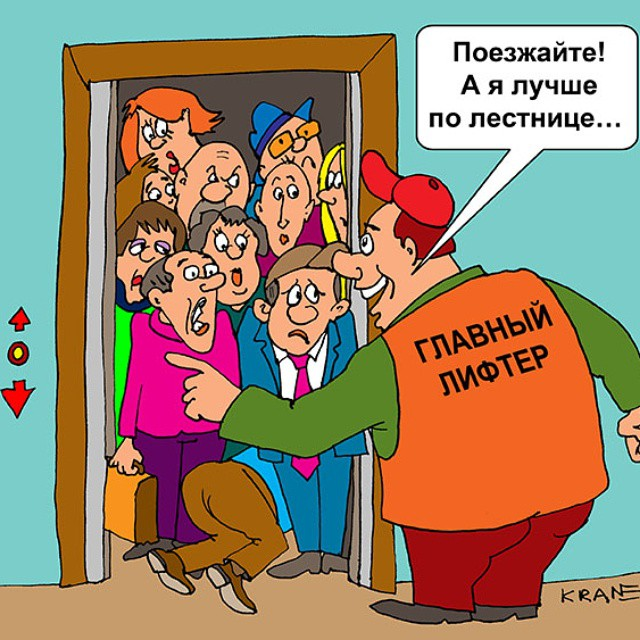 Поезжайте!
А я лучше
по лестнице...
ГЛАВНЫЙ
ЛИФТЕР
KRANE